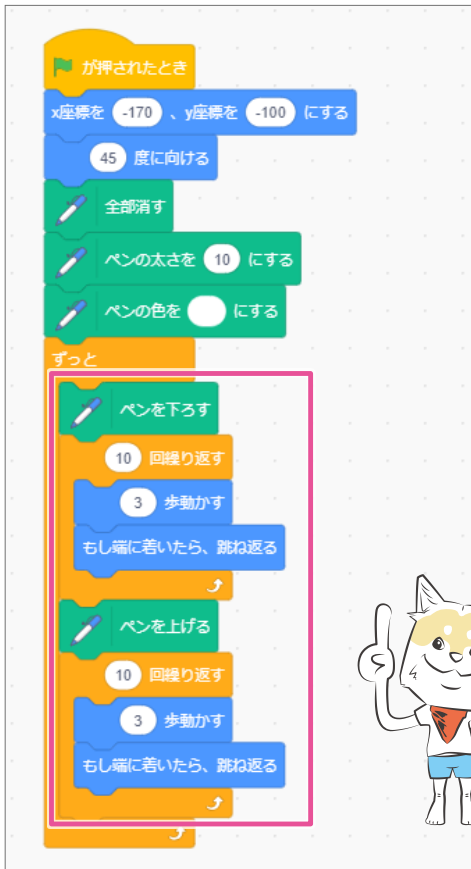 が押されたとき
x座標を -170 、y座標を -100 にする
45 度に向ける
全部消す
ペンの太さを 10 にする
ペンの色を にする
ずっと
ペンを下ろす
10 回繰り返す
3 歩動かす
もし端に着いたら、跳ね返る
ペンを上げる
10 回繰り返す
3 歩動かす
もし端に着いたら、跳ね返る